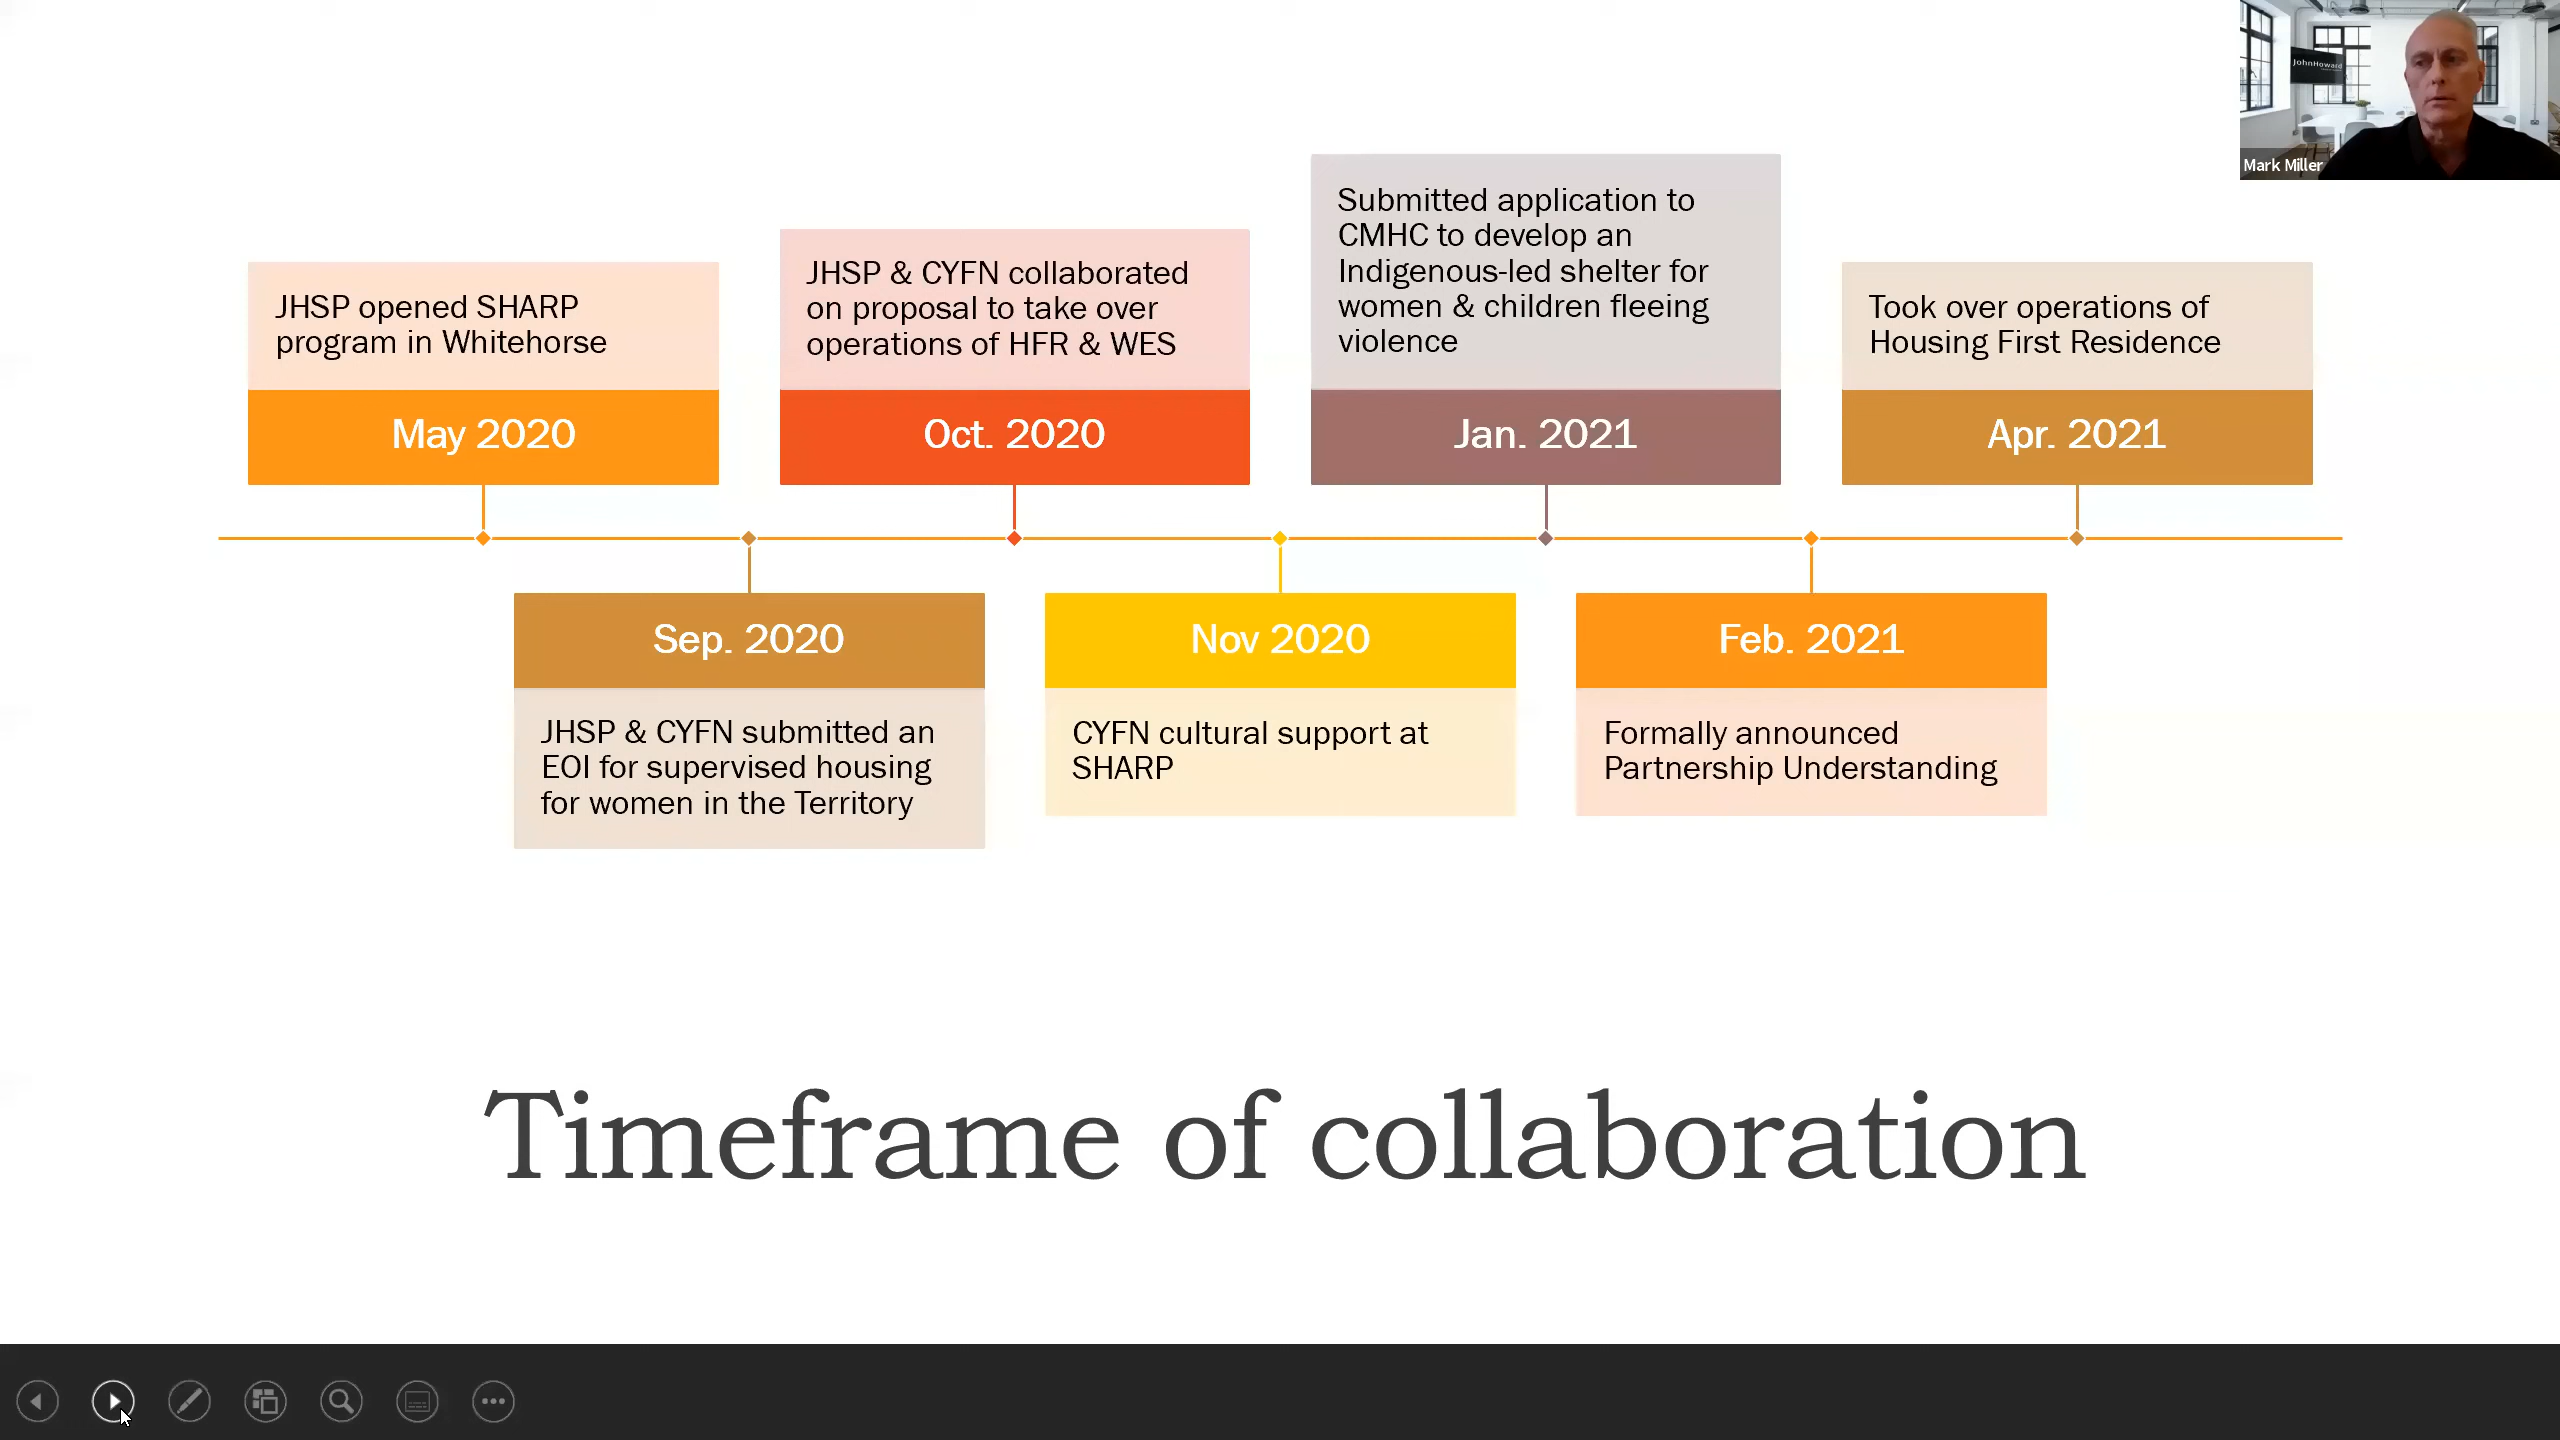 JohnHoward
Mark Miller
JHSP opened SHARP
program in Whitehorse
May 2020
Sep. 2020
JHSP & CYFN submitted an
EOI for supervised housing
for women in the Territory
JHSP & CYFN collaborated
on proposal to take over
operations of HFR & WES
Oct. 2020
Nov 2020
CYFN cultural support at
SHARP
Submitted application to
CMHC to develop an
Indigenous-led shelter for
women & children fleeing
violence
Jan. 2021
Feb. 2021
Formally announced
Partnership Understanding
Took over operations of
Housing First Residence
Apr. 2021
Timeframe of collaboration